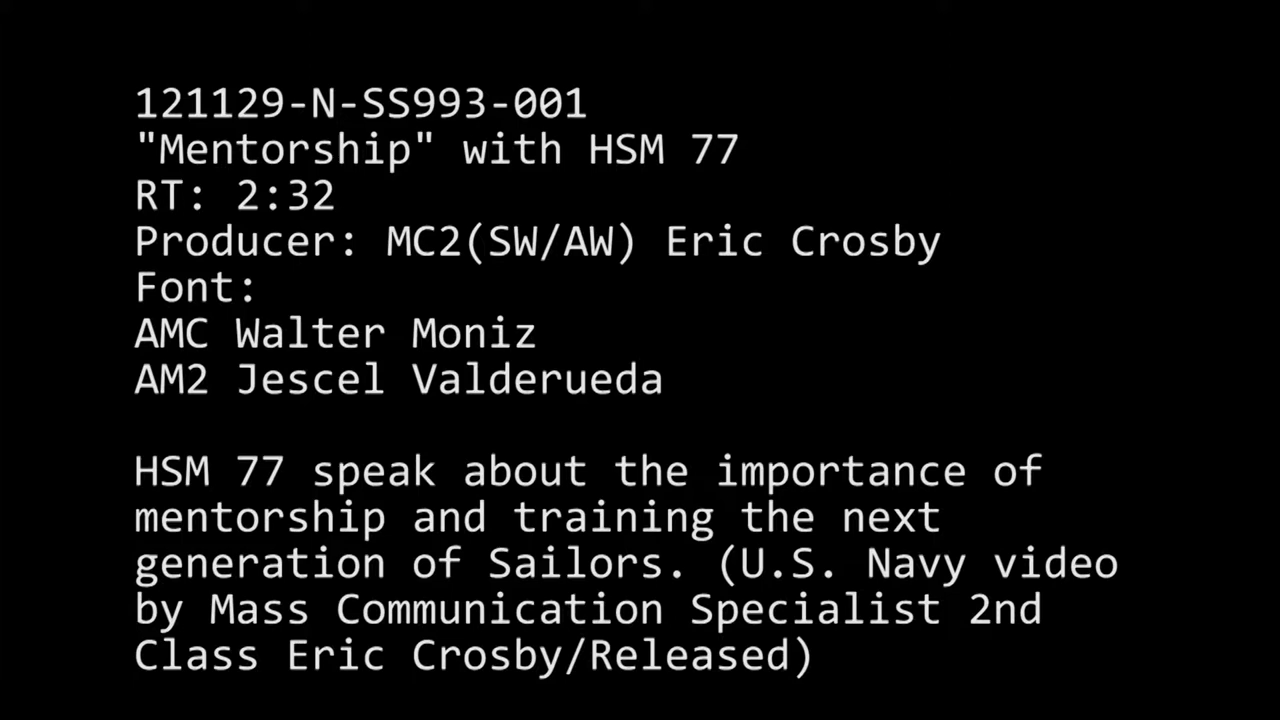 121129-N-SS993-001
"Mentorship" with HSM 77
RT: 2:32
Producer: MC2(SW/AW) Eric Crosby
Font:
AMC Walter Moniz
AM2 Jescel Valderueda
HSM 77 speak about the importance of
mentorship and training the next
generation of Sailors. (U.S. Navy video
by Mass Communication Specialist 2nd
Class Eric Crosby/Released)